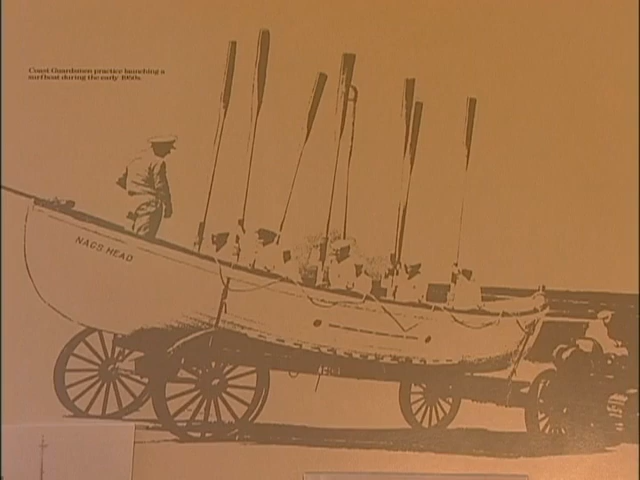 Coast Guardsmen practice launching a
surfboat during the early 1900s.
NAGS HEAD